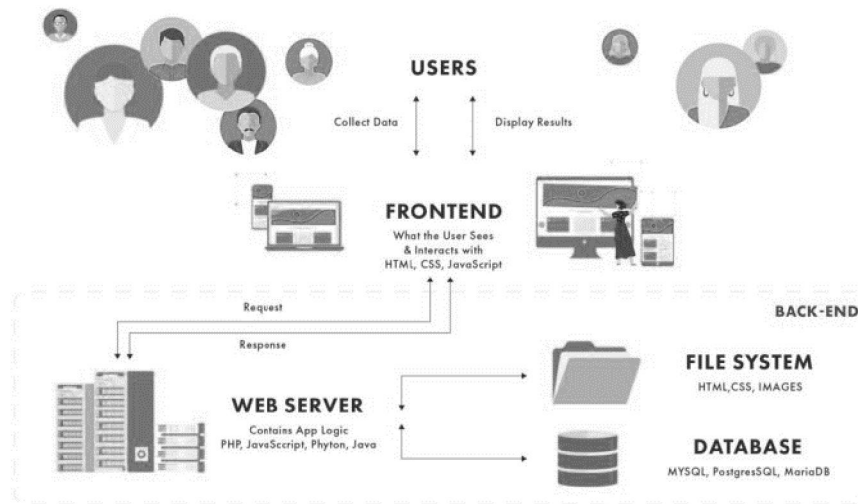 USERS
Collect Data
Display Results
FRONTEND
What the User Sees
& Interacts with
HTML, CSS, JavaScript
Request
BACK-END
Response
FILE SYSTEM
HTML,CSS, IMAGES
WEB SERVER
Contains App Logic
PHP, JavaSccript, Phyton, Java
DATABASE
MYSQL, PostgresSQL, MariaDB